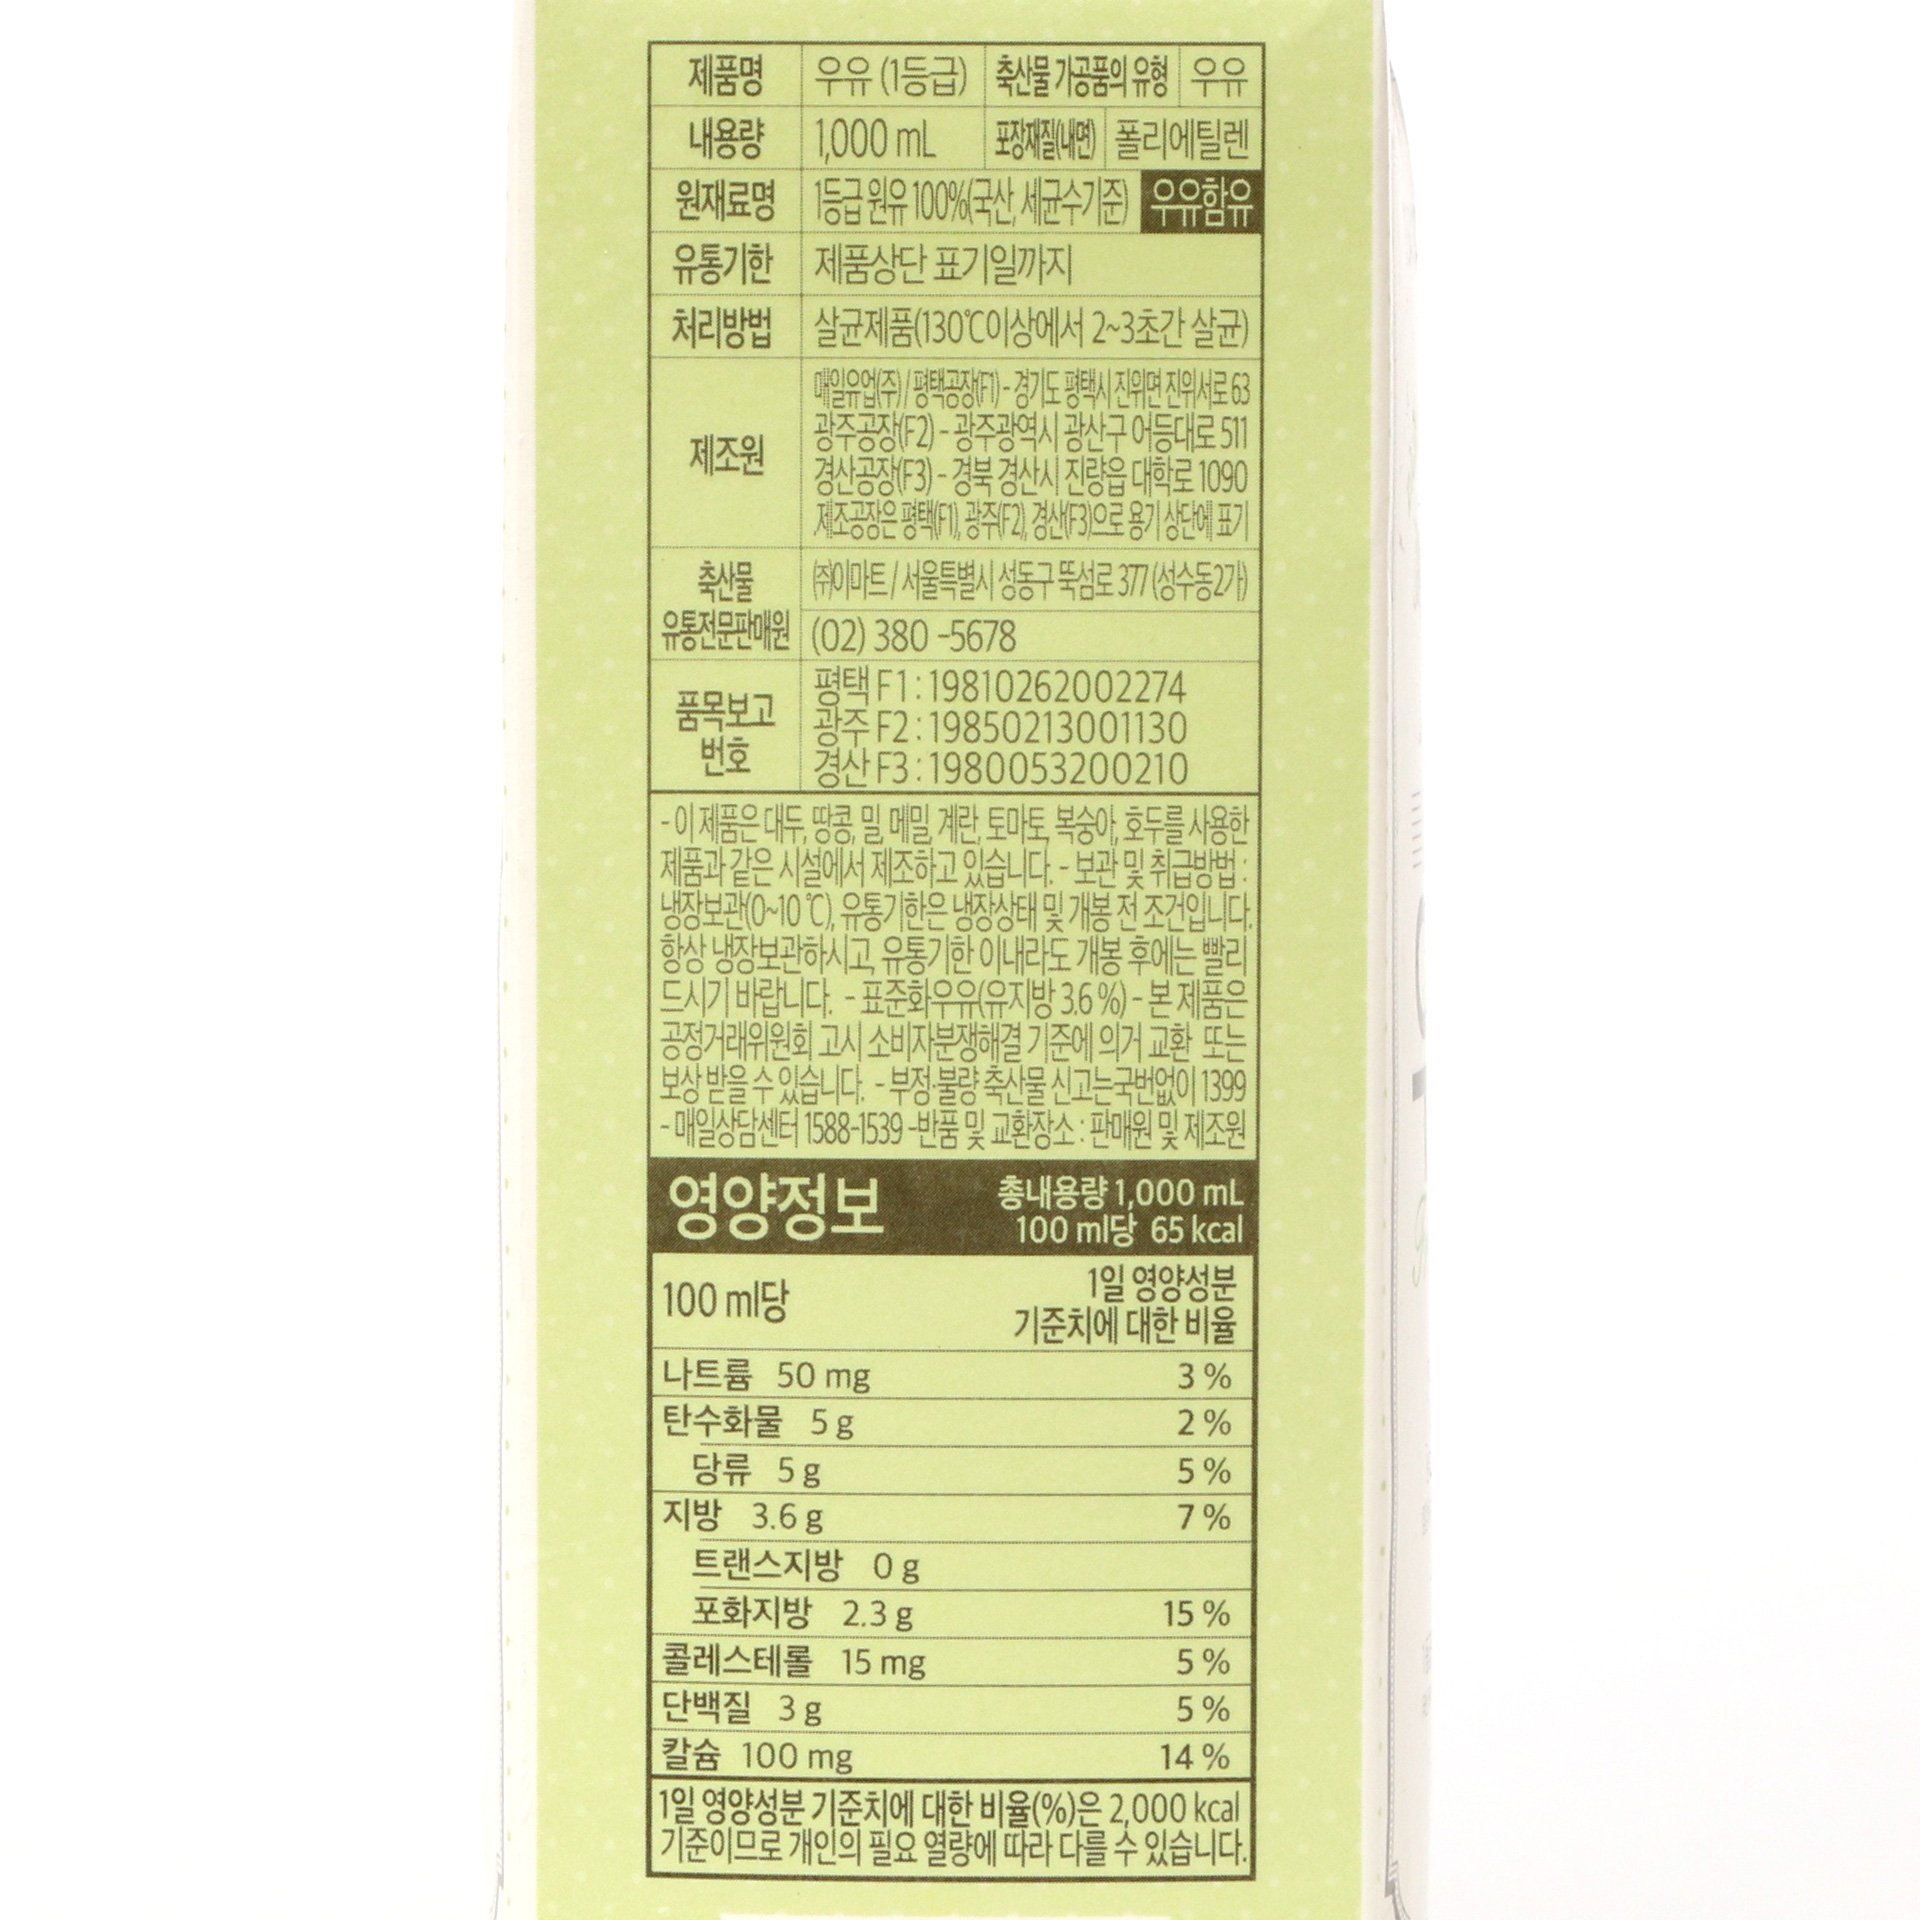 제품명 우유 (1등급) 축산물 가공품의 유형 우유
내용량 1,000 mL 포장재질(내면) 폴리에틸렌
원재료명 1등급 원유 100%(국산, 세균수기준) 우유함유
유통기한 제품상단 표기일까지
처리방법 살균제품(130℃이상에서 2~3초간 살균)
제조원
매일유업(주) / 평택공장(F1) - 경기도 평택시 진위면 진위서로 63
광주공장(F2) - 광주광역시 광산구 어등대로 511
경산공장(F3) - 경북 경산시 진량읍 대학로 1090
제조공장은 평택(F1), 광주(F2), 경산(F3)으로 용기 상단에 표기
축산물
유통전문판매원
㈜이마트 / 서울특별시 성동구 뚝섬로 377 (성수동2가)
(02) 380 -5678
품목보고
번호
평택 F1 : 19810262002274
광주 F2 : 19850213001130
경산 F3 : 1980053200210
- 이 제품은 대두, 땅콩, 밀, 메밀, 계란, 토마토, 복숭아, 호두를 사용한
제품과 같은 시설에서 제조하고 있습니다. - 보관 및 취급방법 :
냉장보관(0~10 ℃), 유통기한은 냉장상태 및 개봉 전 조건입니다.
항상 냉장보관하시고, 유통기한 이내라도 개봉 후에는 빨리
드시기 바랍니다. - 표준화우유(유지방 3.6 %) - 본 제품은
공정거래위원회 고시 소비자분쟁해결 기준에 의거 교환 또는
보상 받을 수 있습니다. - 부정·불량 축산물 신고는 국번없이 1399
- 매일상담센터 1588-1539 -반품 및 교환장소 : 판매원 및 제조원
영양정보
총내용량 1,000 mL
100 ml당 65 kcal
100 ml당
1일 영양성분
기준치에 대한 비율
나트륨 50 mg 3 %
탄수화물 5 g 2 %
당류 5 g 5 %
지방 3.6 g 7 %
트랜스지방 0 g
포화지방 2.3 g 15 %
콜레스테롤 15 mg 5 %
단백질 3 g 5 %
칼슘 100 mg 14 %
1일 영양성분 기준치에 대한 비율(%)은 2,000 kcal
기준이므로 개인의 필요 열량에 따라 다를 수 있습니다.